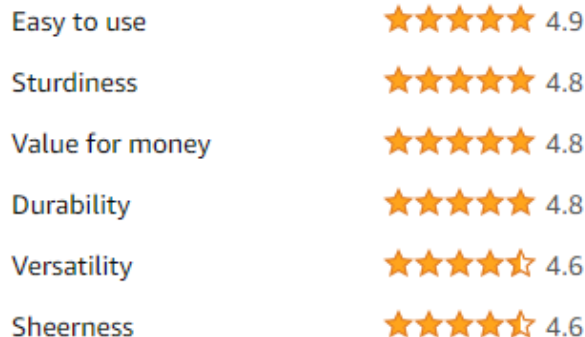 Easy to use 4.9
Sturdiness 4.8
Value for money 4.8
Durability 4.8
Versatility 4.6
Sheerness 4.6